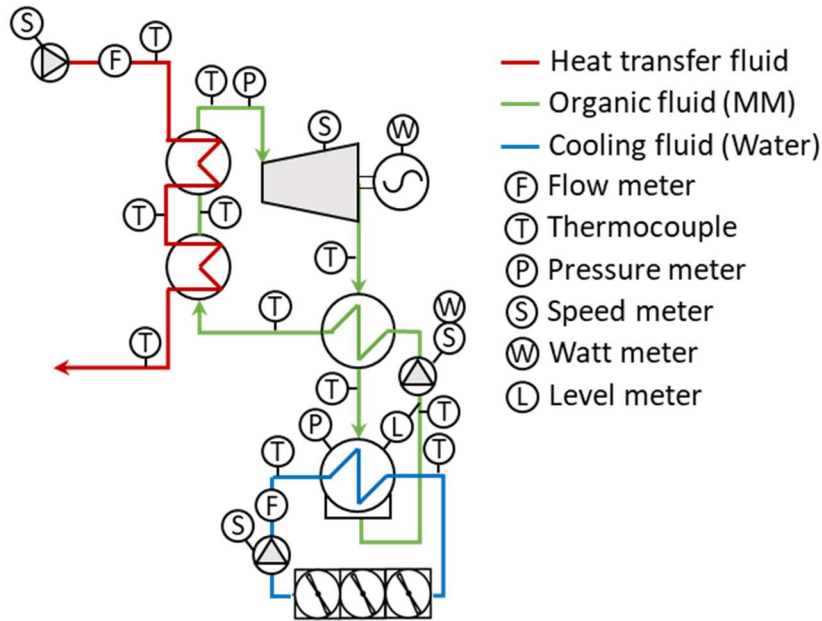 S
F
T
T
P
S
W
T
T
T
T
W
S
T
T
P
L
T
T
T
F
S
Heat transfer fluid
Organic fluid (MM)
Cooling fluid (Water)
F Flow meter
T Thermocouple
P Pressure meter
S Speed meter
W Watt meter
L Level meter